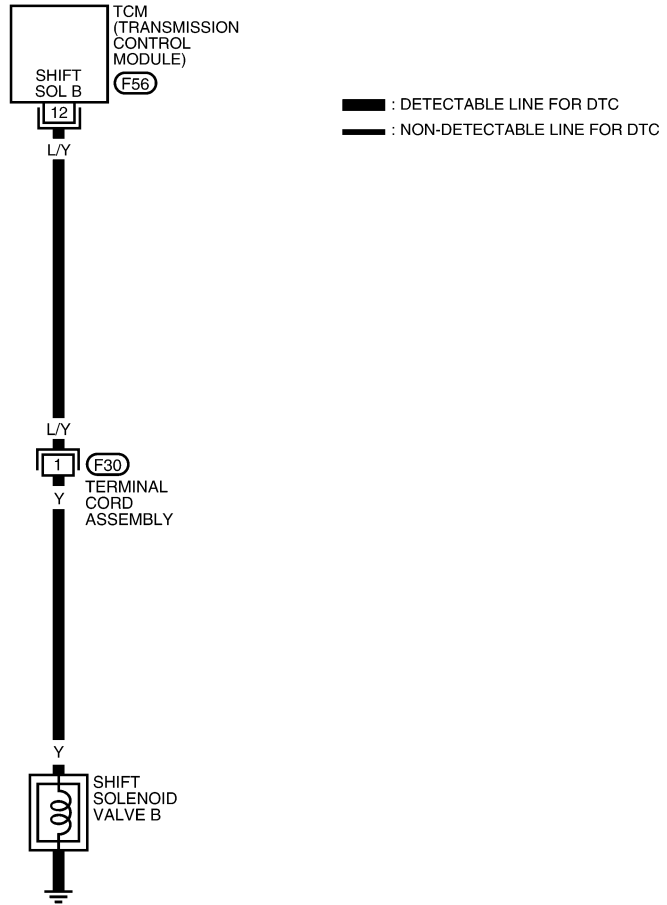 TCM
(TRANSMISSION
CONTROL
MODULE)
F56
SHIFT
SOL B
12
L/Y
: DETECTABLE LINE FOR DTC
: NON-DETECTABLE LINE FOR DTC
L/Y
1
F30
TERMINAL
CORD
ASSEMBLY
Y
Y
SHIFT
SOLENOID
VALVE B